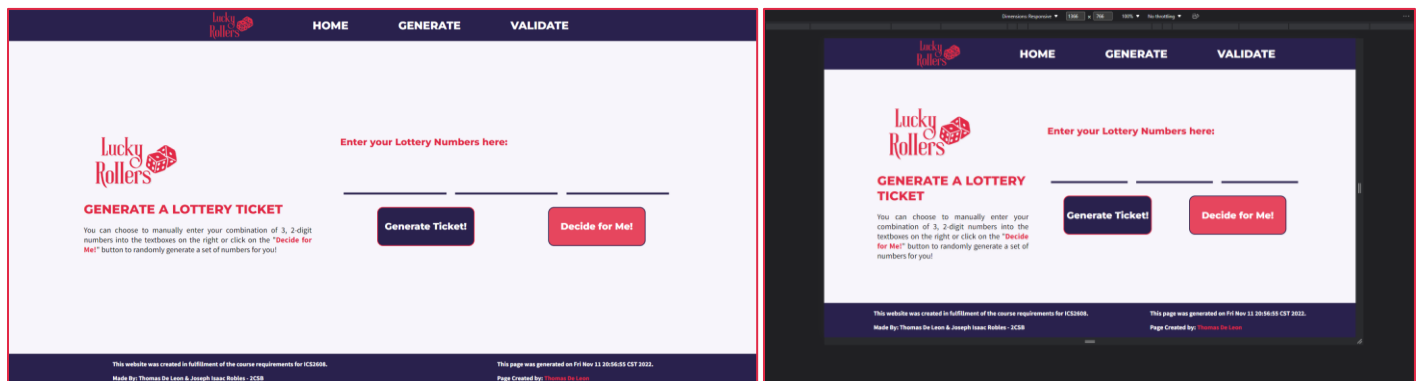 Lucky
Rollers
HOME
GENERATE
VALIDATE
Lucky
Rollers
GENERATE A LOTTERY TICKET
You can choose to manually enter your combination of 3, 2-digit
numbers into the textboxes on the right or click on the "Decide for
Me!" button to randomly generate a set of numbers for you!
Enter your Lottery Numbers here:
Generate Ticket!
Decide for Me!
This website was created in fulfillment of the course requirements for ICS2608.
Made By: Thomas De Leon & Joseph Isaac Robles - 2CSB
This page was generated on Fri Nov 11 20:56:55 CST 2022.
Page Created by: Thomas De Leon
Dimensions: Responsive
1366 x 766
100%
No throttling
Lucky
Rollers
HOME
GENERATE
VALIDATE
Lucky
Rollers
GENERATE A LOTTERY
TICKET
You can choose to manually enter your
combination of 3, 2-digit numbers into the
textboxes on the right or click on the "Decide
for Me!" button to randomly generate a set of
numbers for you!
Enter your Lottery Numbers here:
Generate Ticket!
Decide for Me!
This website was created in fulfillment of the course requirements for ICS2608.
Made By: Thomas De Leon & Joseph Isaac Robles - 2CSB
This page was generated on Fri Nov 11 20:56:55 CST 2022.
Page Created by: Thomas De Leon